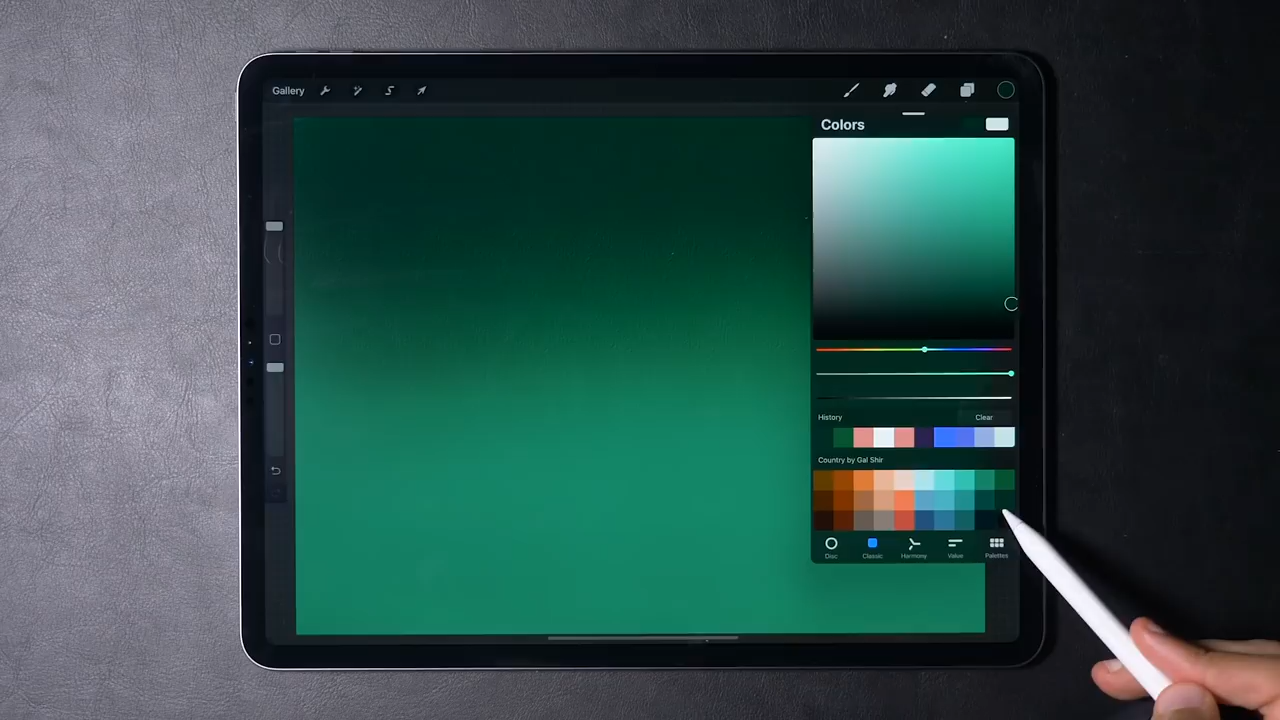 Gallery
Colors
History
Clear
Country by Gal Shir
Disc
Classic
Harmony
Value
Palettes